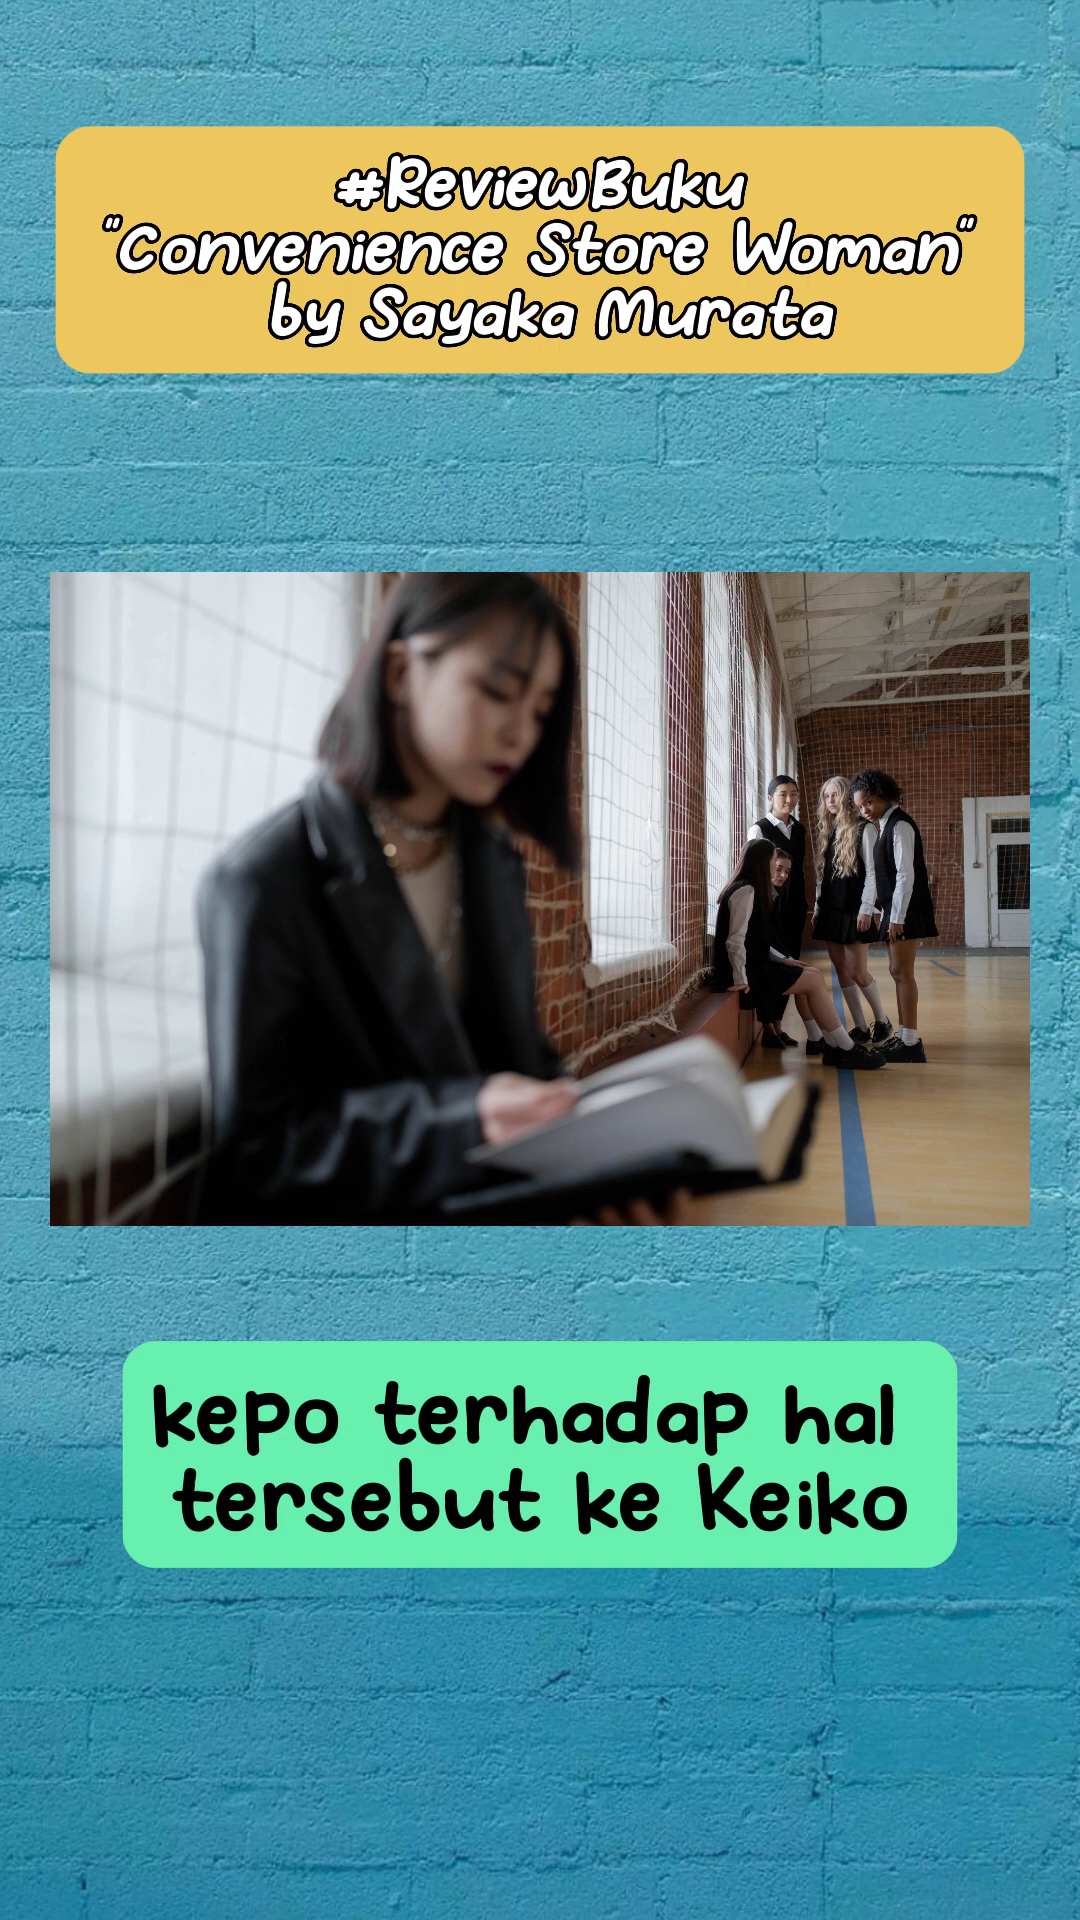 #ReviewBuku
"Convenience Store Woman"
by Sayaka Murata
kepo terhadap hal
tersebut ke Keiko